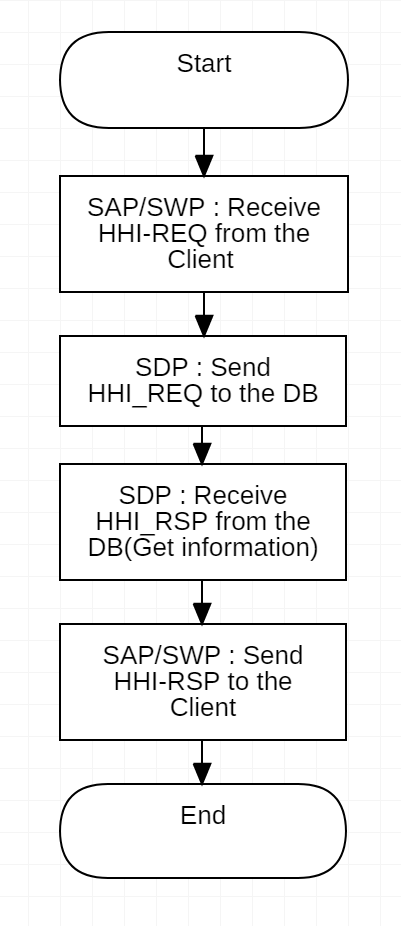 Start
SAP/SWP : Receive
HHI-REQ from the
Client
SDP : Send
HHI_REQ to the DB
SDP : Receive
HHI_RSP from the
DB(Get information)
SAP/SWP : Send
HHI-RSP to the
Client
End